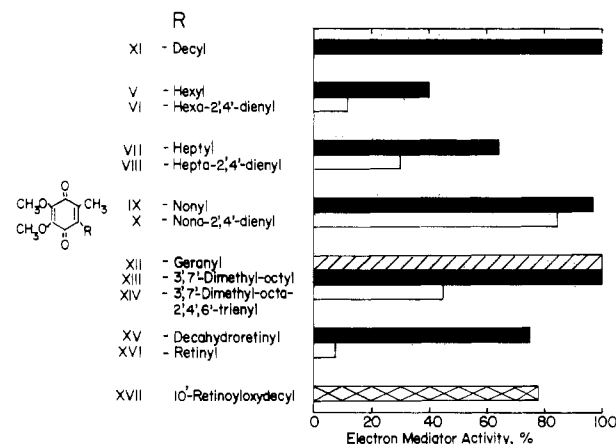 R
XI - Decyl
V - Hexyl
VI - Hexa-2',4'-dienyl
VII - Heptyl
VIII - Hepta-2',4'-dienyl
IX - Nonyl
X - Nona-2',4'-dienyl
XII - Geranyl
XIII - 3',7'-Dimethyl-octyl
XIV - 3',7'-Dimethyl-octa-
2',4',6'-trienyl
XV - Decahydroretinyl
XVI - Retinyl
XVII 10'-Retinoyloxydecyl
O
CH₃O CH₃
CH₃O R
O
0 20 40 60 80 100
Electron Mediator Activity, %